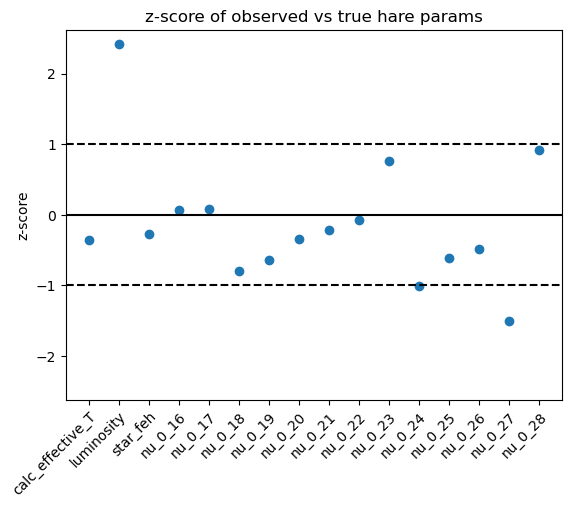 z-score of observed vs true hare params
z-score
2
1
0
−1
−2
calc_effective_T
luminosity
star_feh
nu_0_16
nu_0_17
nu_0_18
nu_0_19
nu_0_20
nu_0_21
nu_0_22
nu_0_23
nu_0_24
nu_0_25
nu_0_26
nu_0_27
nu_0_28